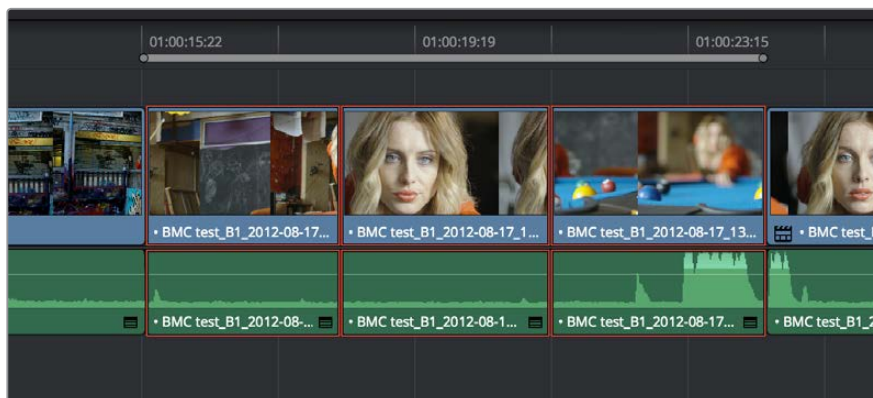 01:00:15:22 01:00:19:19 01:00:23:15
• BMC test_B1_2012-08-17... • BMC test_B1_2012-08-17_1... • BMC test_B1_2012-08-17_13... • BMC test_
• BMC test_B1_2012-08-... • BMC test_B1_2012-08-1... • BMC test_B1_2012-08-17... • BMC test_B1_2